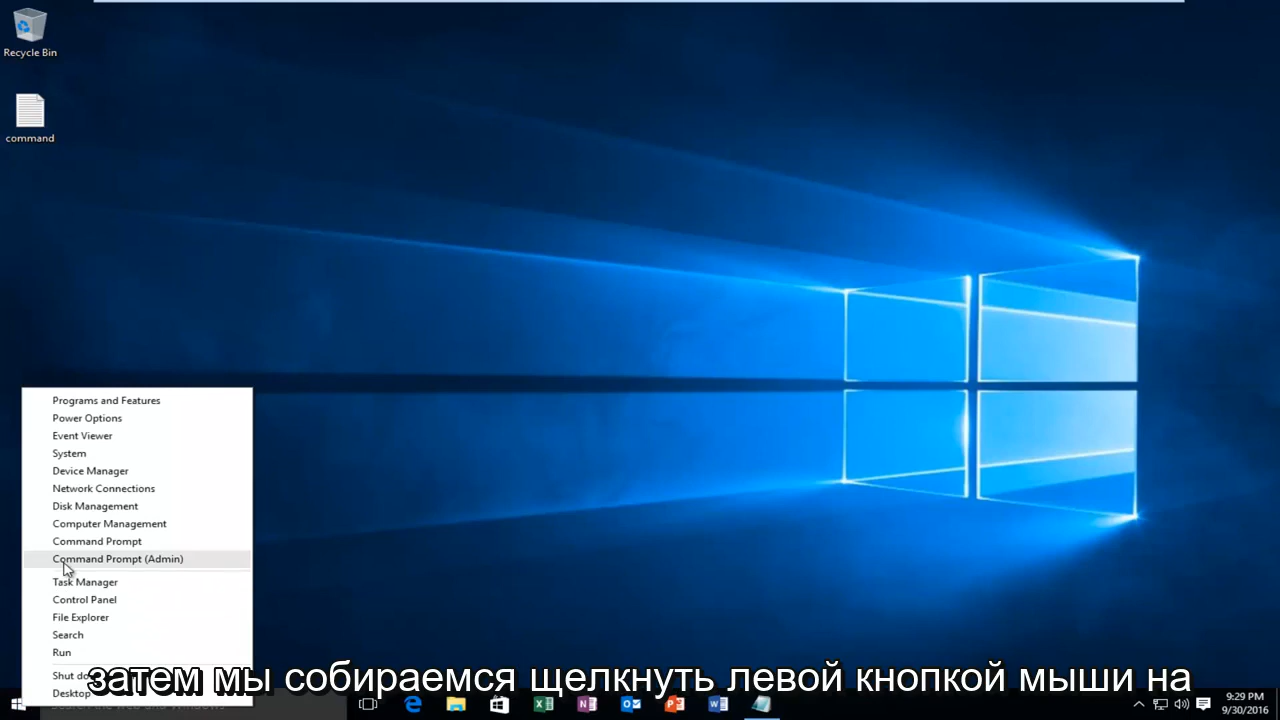 Recycle Bin
command
Programs and Features
Power Options
Event Viewer
System
Device Manager
Network Connections
Disk Management
Computer Management
Command Prompt
Command Prompt (Admin)
Task Manager
Control Panel
File Explorer
Search
Run
Shut do
Desktop
затем мы собираемся щелкнуть левой кнопкой мыши на
9:29 PM
9/30/2016